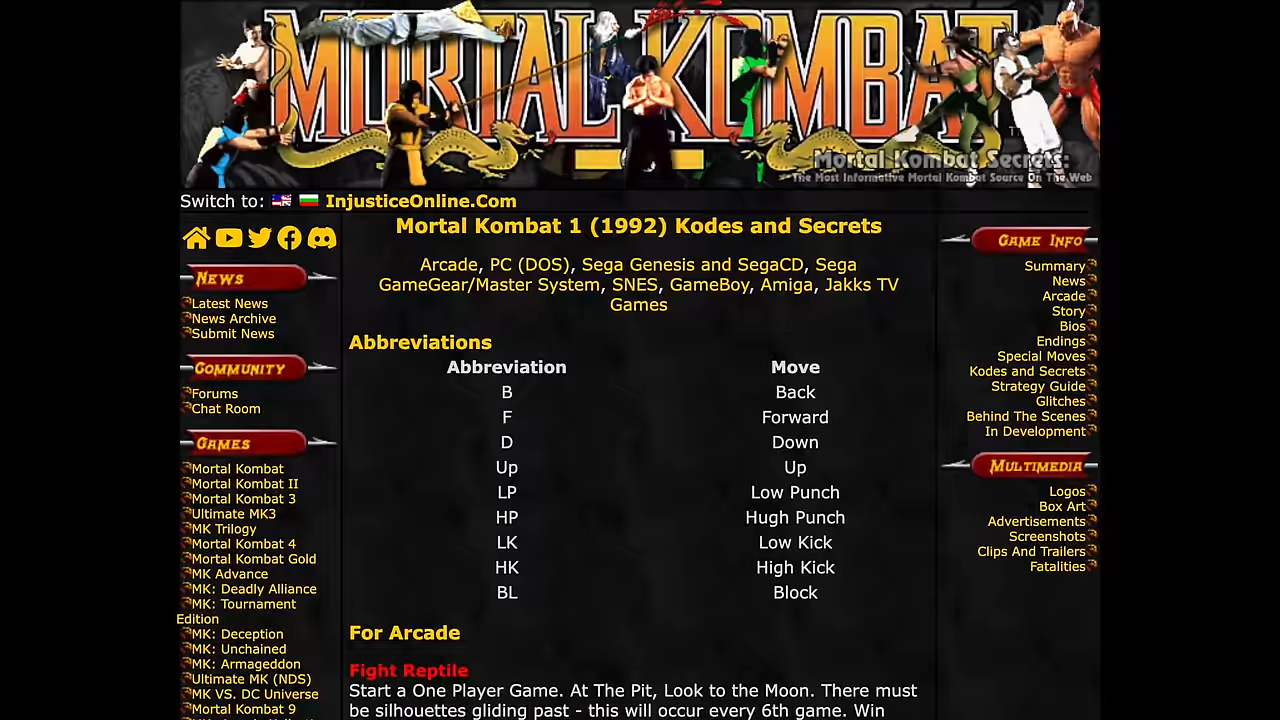 MORTAL KOMBAT
TM
Mortal Kombat Secrets:
The Most Informative Mortal Kombat Source On The Web
Switch to: InjusticeOnline.Com
News
Latest News
News Archive
Submit News
Community
Forums
Chat Room
Games
Mortal Kombat
Mortal Kombat II
Mortal Kombat 3
Ultimate MK3
MK Trilogy
Mortal Kombat 4
Mortal Kombat Gold
MK Advance
MK: Deadly Alliance
MK: Tournament
Edition
MK: Deception
MK: Unchained
MK: Armageddon
Ultimate MK (NDS)
MK VS. DC Universe
Mortal Kombat 9
Mortal Kombat 1 (1992) Kodes and Secrets
Arcade, PC (DOS), Sega Genesis and SegaCD, Sega
GameGear/Master System, SNES, GameBoy, Amiga, Jakks TV
Games
Abbreviations
Abbreviation Move
B Back
F Forward
D Down
Up Up
LP Low Punch
HP Hugh Punch
LK Low Kick
HK High Kick
BL Block
For Arcade
Fight Reptile
Start a One Player Game. At The Pit, Look to the Moon. There must
be silhouettes gliding past - this will occur every 6th game. Win
Game Info
Summary
News
Arcade
Story
Bios
Endings
Special Moves
Kodes and Secrets
Strategy Guide
Glitches
Behind The Scenes
In Development
Multimedia
Logos
Box Art
Advertisements
Screenshots
Clips And Trailers
Fatalities